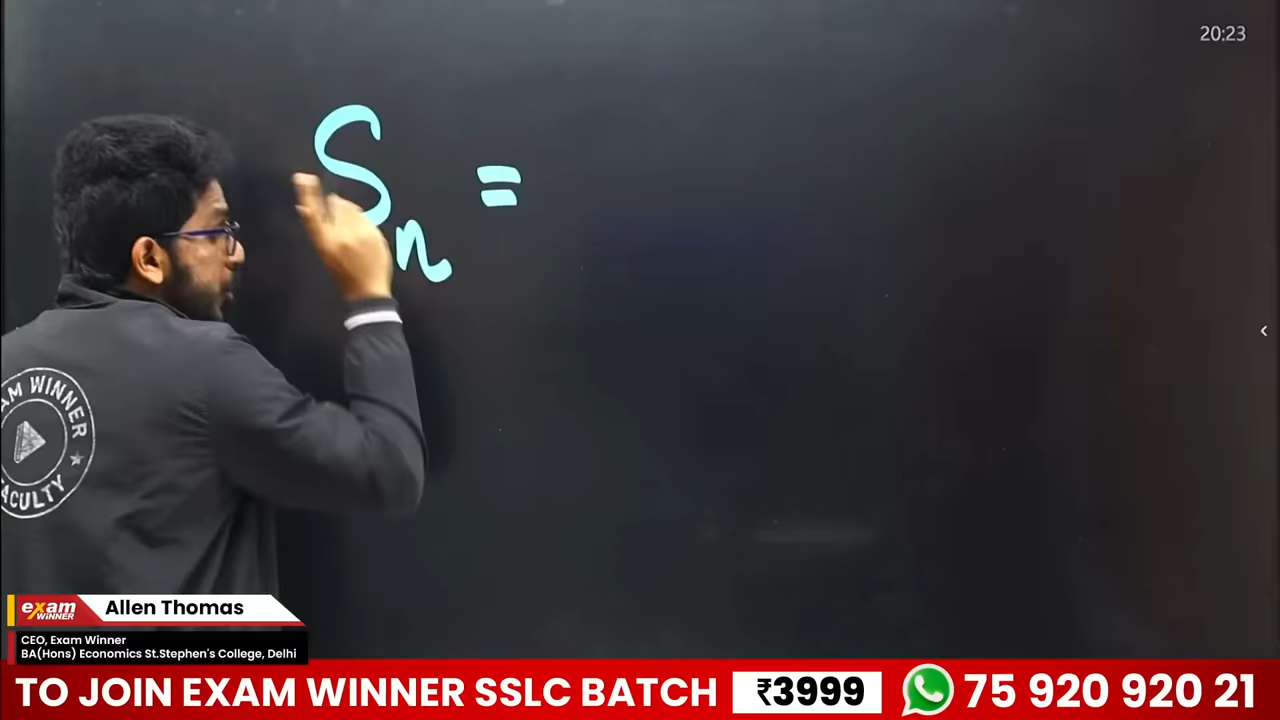 20:23
Sn =
AM WINNER
ACULTY
exam
WINNER
Allen Thomas
CEO, Exam Winner
BA(Hons) Economics St.Stephen's College, Delhi
TO JOIN EXAM WINNER SSLC BATCH ₹3999 75 920 920 21